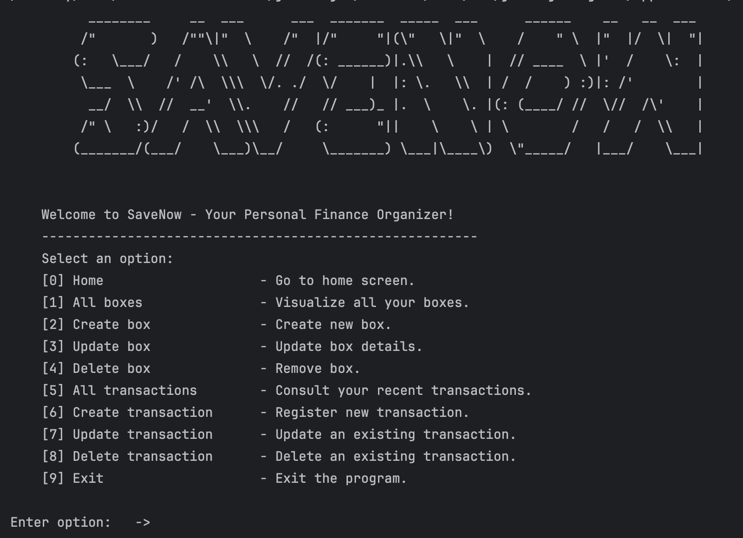 SAVENOW
Welcome to SaveNow - Your Personal Finance Organizer!
--------------------------------------------------------
Select an option:
[0] Home - Go to home screen.
[1] All boxes - Visualize all your boxes.
[2] Create box - Create new box.
[3] Update box - Update box details.
[4] Delete box - Remove box.
[5] All transactions - Consult your recent transactions.
[6] Create transaction - Register new transaction.
[7] Update transaction - Update an existing transaction.
[8] Delete transaction - Delete an existing transaction.
[9] Exit - Exit the program.
Enter option: ->